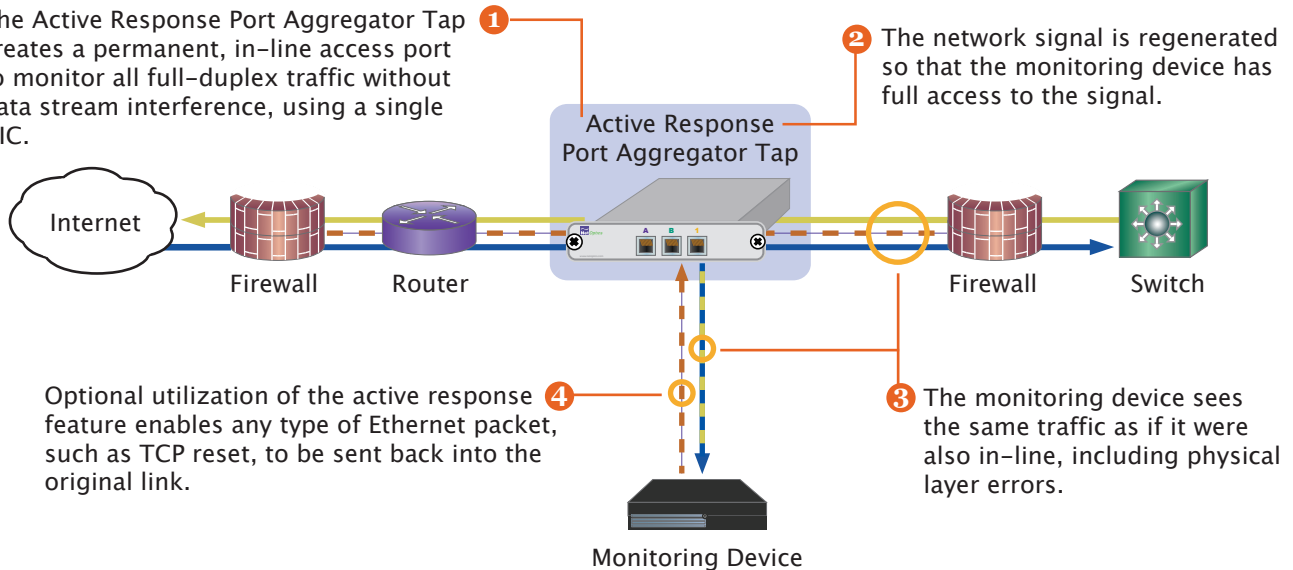 he Active Response Port Aggregator Tap
reates a permanent, in-line access port
o monitor all full-duplex traffic without
ata stream interference, using a single
IC.
1
2
The network signal is regenerated
so that the monitoring device has
full access to the signal.
Active Response
Port Aggregator Tap
Internet
Firewall
Router
A B 1
Firewall
Switch
Optional utilization of the active response
feature enables any type of Ethernet packet,
such as TCP reset, to be sent back into the
original link.
4
3
The monitoring device sees
the same traffic as if it were
also in-line, including physical
layer errors.
Monitoring Device